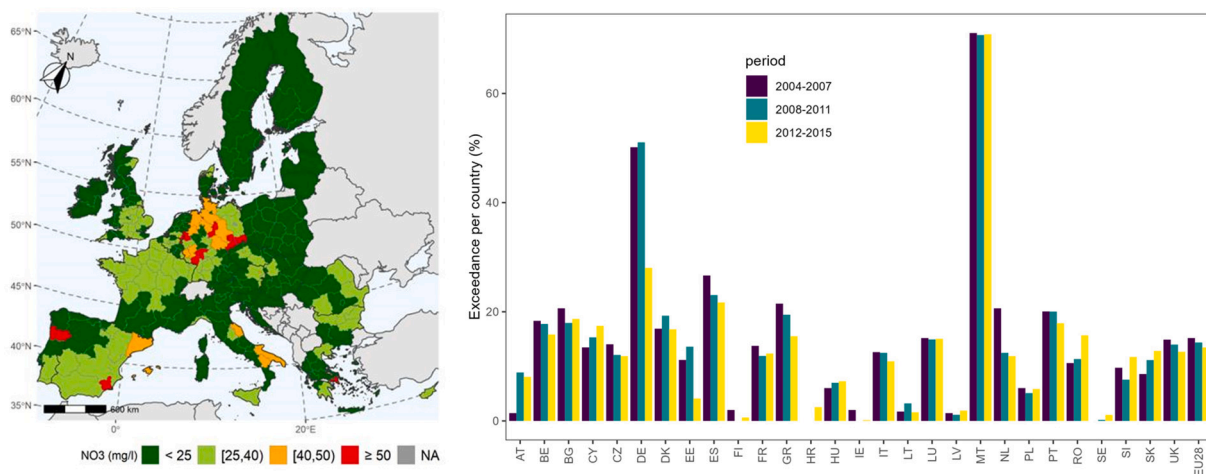 65°N
60°N
55°N
50°N
45°N
40°N
35°N
N
600 km
0°
20°E
NO3 (mg/l)
< 25
[25,40)
[40,50)
≥ 50
NA
Exceedance per country (%)
60
40
20
0
period
2004-2007
2008-2011
2012-2015
AT BE BG CY CZ DE DK EE ES FI FR GR HR HU IE IT LT LU LV MT NL PL PT RO SE SI SK UK EU28